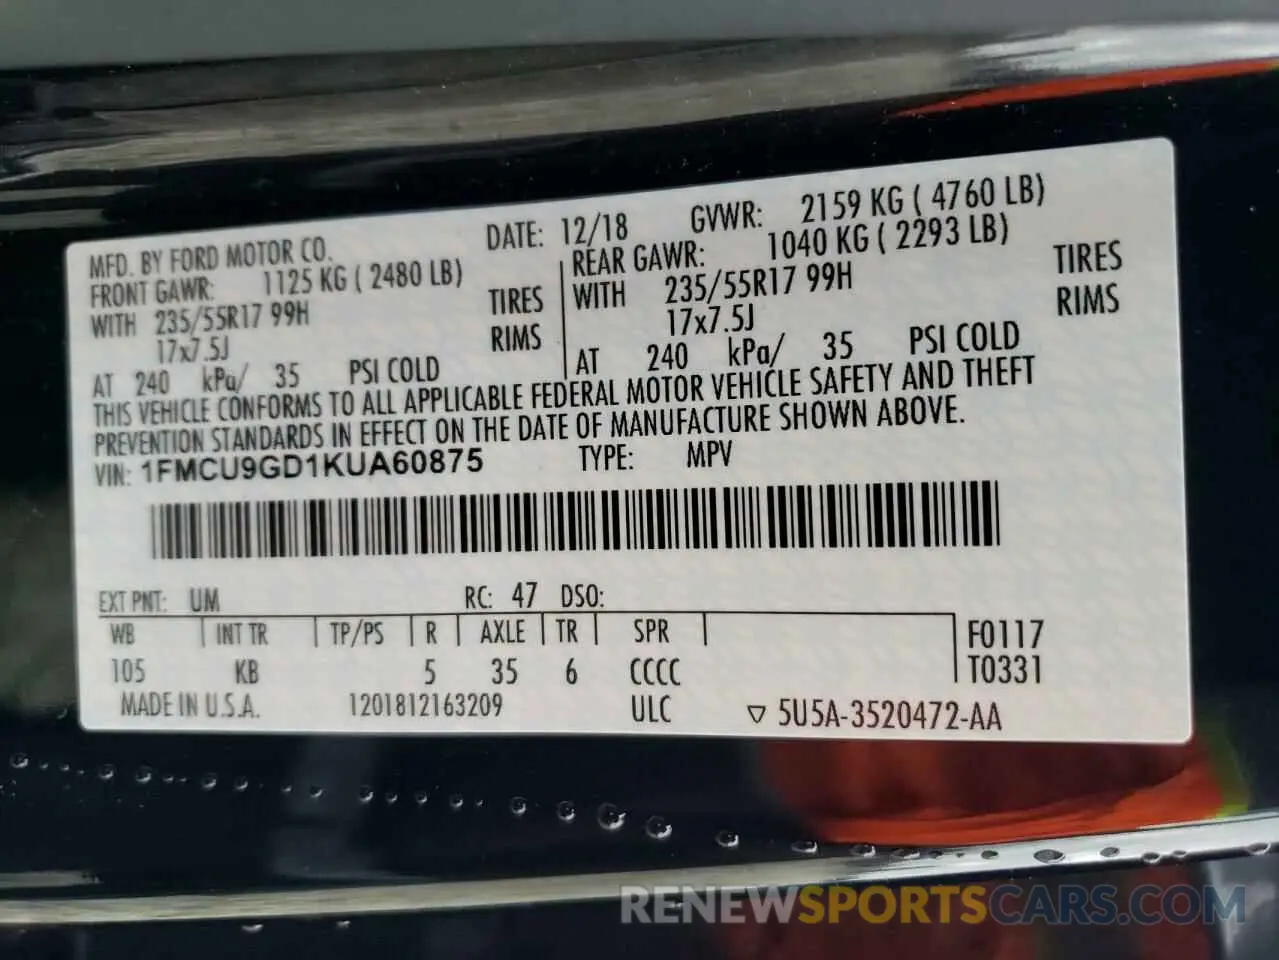 MFD. BY FORD MOTOR CO. DATE: 12/18 GVWR: 2159 KG ( 4760 LB)
FRONT GAWR: 1125 KG ( 2480 LB) REAR GAWR: 1040 KG ( 2293 LB)
WITH 235/55R17 99H TIRES WITH 235/55R17 99H TIRES
17x7.5J RIMS 17x7.5J RIMS
AT 240 kPa/ 35 PSI COLD AT 240 kPa/ 35 PSI COLD
THIS VEHICLE CONFORMS TO ALL APPLICABLE FEDERAL MOTOR VEHICLE SAFETY AND THEFT
PREVENTION STANDARDS IN EFFECT ON THE DATE OF MANUFACTURE SHOWN ABOVE.
VIN: 1FMCU9GD1KUA60875 TYPE: MPV
EXT PNT: UM RC: 47 DSO:
WB INT TR TP/PS R AXLE TR SPR F0117
105 KB 5 35 6 CCCC T0331
MADE IN U.S.A. 1201812163209 ULC ▽ 5U5A-3520472-AA
RENEWSPORTSCARS.COM